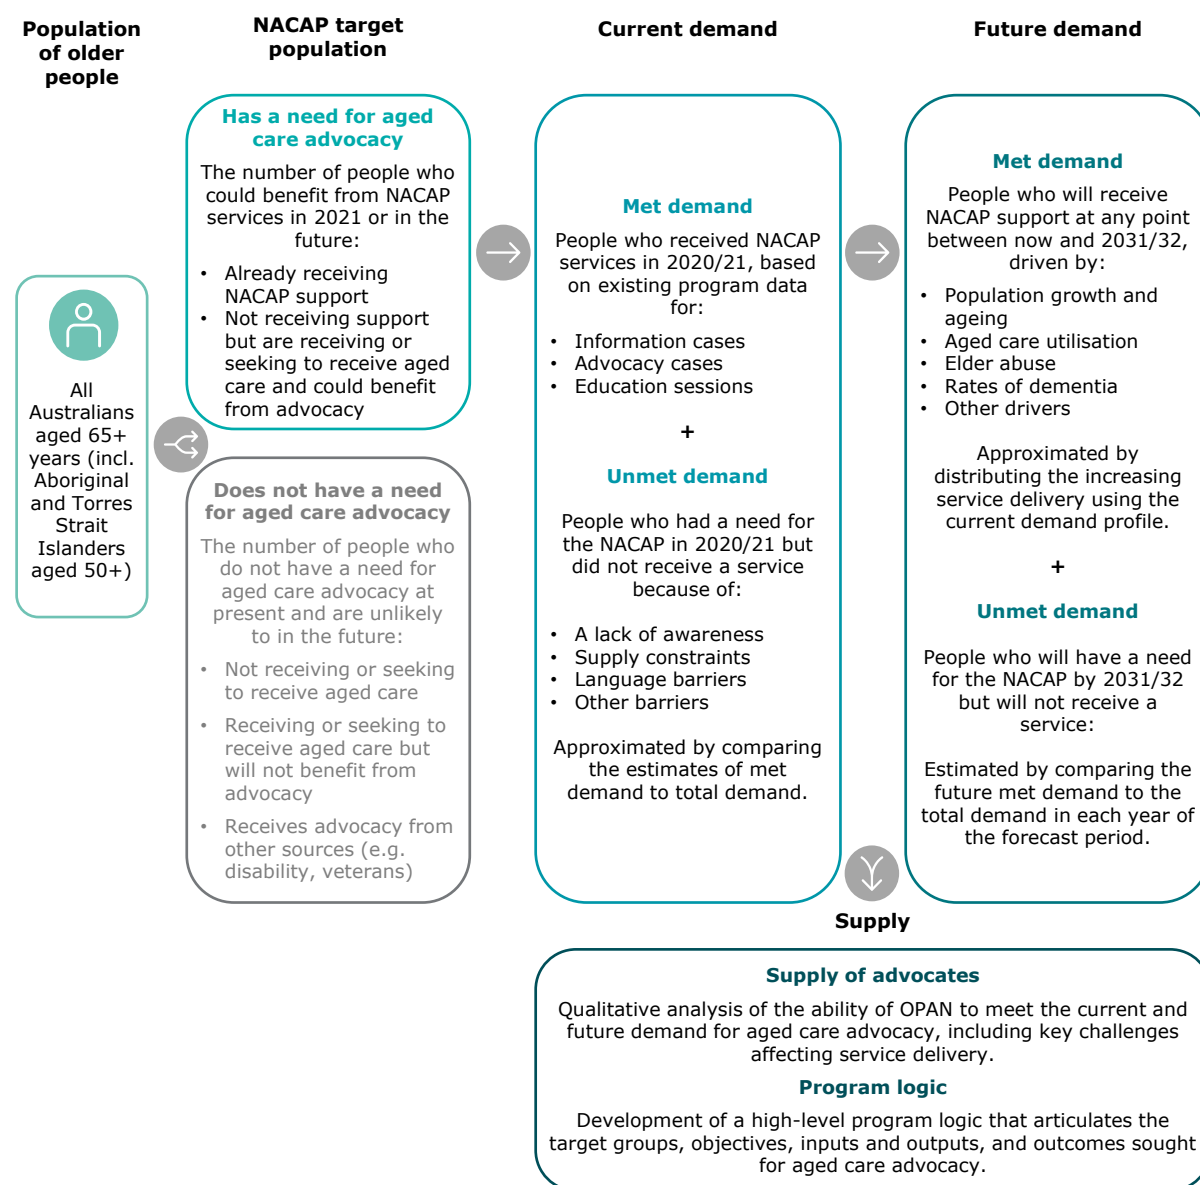 Population
of older
people
NACAP target
population
Current demand
Future demand
All
Australians
aged 65+
years (incl.
Aboriginal
and Torres
Strait
Islanders
aged 50+)
Has a need for aged
care advocacy
The number of people who
could benefit from NACAP
services in 2021 or in the
future:
• Already receiving
NACAP support
• Not receiving support
but are receiving or
seeking to receive aged
care and could benefit
from advocacy
Does not have a need
for aged care advocacy
The number of people who
do not have a need for
aged care advocacy at
present and are unlikely
to in the future:
• Not receiving or seeking
to receive aged care
• Receiving or seeking to
receive aged care but
will not benefit from
advocacy
• Receives advocacy from
other sources (e.g.
disability, veterans)
Met demand
People who received NACAP
services in 2020/21, based
on existing program data
for:
• Information cases
• Advocacy cases
• Education sessions
+
Unmet demand
People who had a need for
the NACAP in 2020/21 but
did not receive a service
because of:
• A lack of awareness
• Supply constraints
• Language barriers
• Other barriers
Approximated by comparing
the estimates of met
demand to total demand.
Met demand
People who will receive
NACAP support at any point
between now and 2031/32,
driven by:
• Population growth and
ageing
• Aged care utilisation
• Elder abuse
• Rates of dementia
• Other drivers
Approximated by
distributing the increasing
service delivery using the
current demand profile.
+
Unmet demand
People who will have a need
for the NACAP by 2031/32
but will not receive a
service:
Estimated by comparing the
future met demand to the
total demand in each year of
the forecast period.
Supply
Supply of advocates
Qualitative analysis of the ability of OPAN to meet the current and
future demand for aged care advocacy, including key challenges
affecting service delivery.
Program logic
Development of a high-level program logic that articulates the
target groups, objectives, inputs and outputs, and outcomes sought
for aged care advocacy.